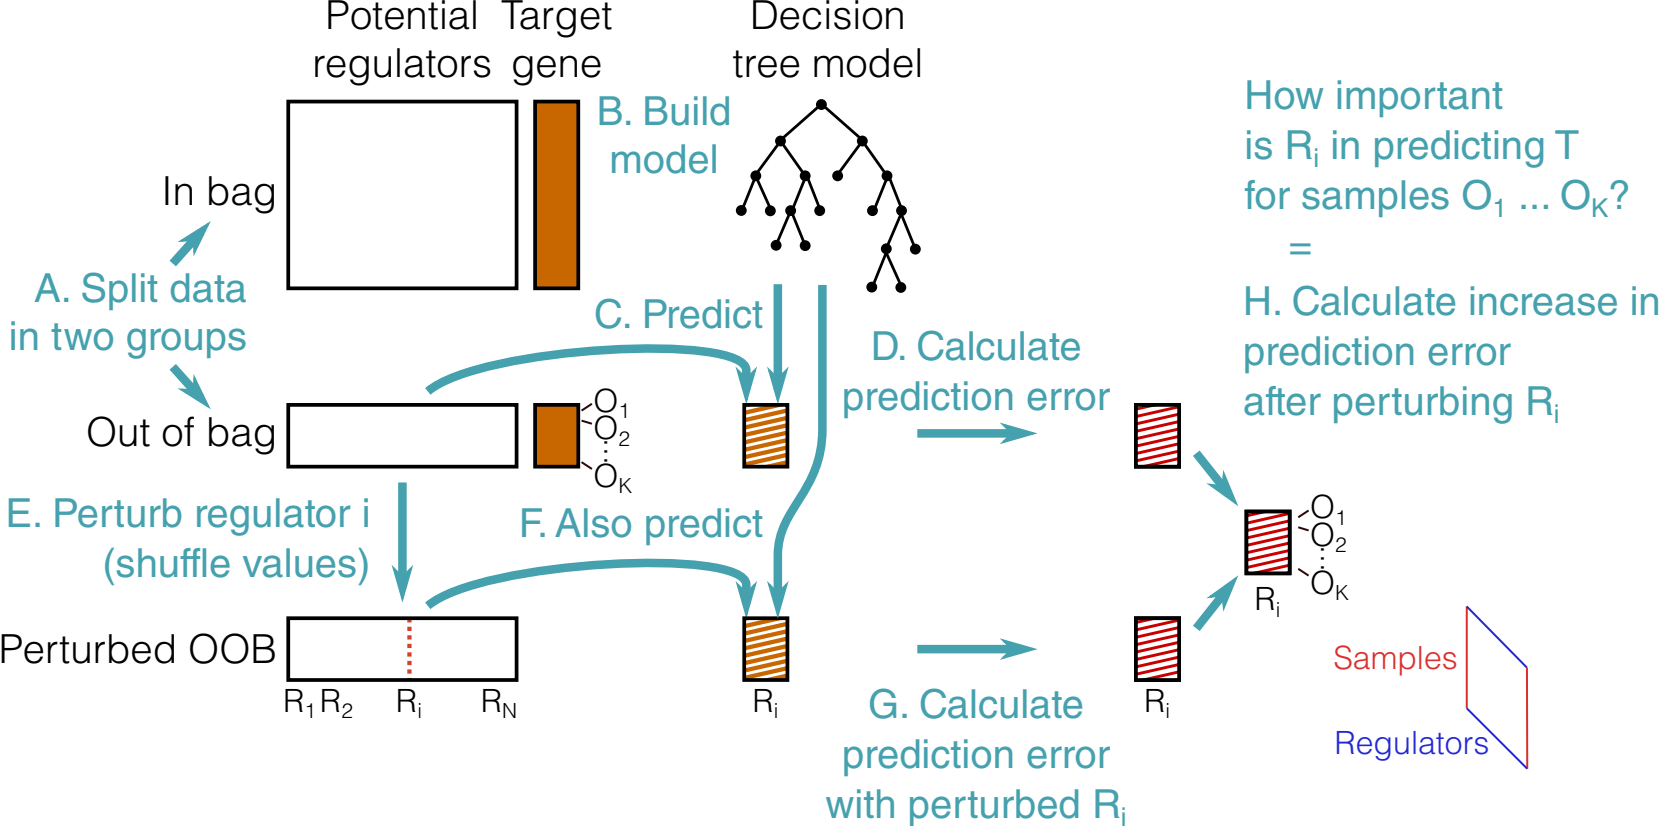 Potential
regulators
Target
gene
Decision
tree model
B. Build
model
In bag
A. Split data
in two groups
How important
is Ri in predicting T
for samples O1 ... OK?
=
H. Calculate increase in
prediction error
after perturbing Ri
C. Predict
D. Calculate
prediction error
Out of bag
O1
O2
OK
E. Perturb regulator i
(shuffle values)
F. Also predict
O1
O2
OK
Ri
Perturbed OOB
R1 R2 Ri RN
Ri
Ri
G. Calculate
prediction error
with perturbed Ri
Samples
Regulators